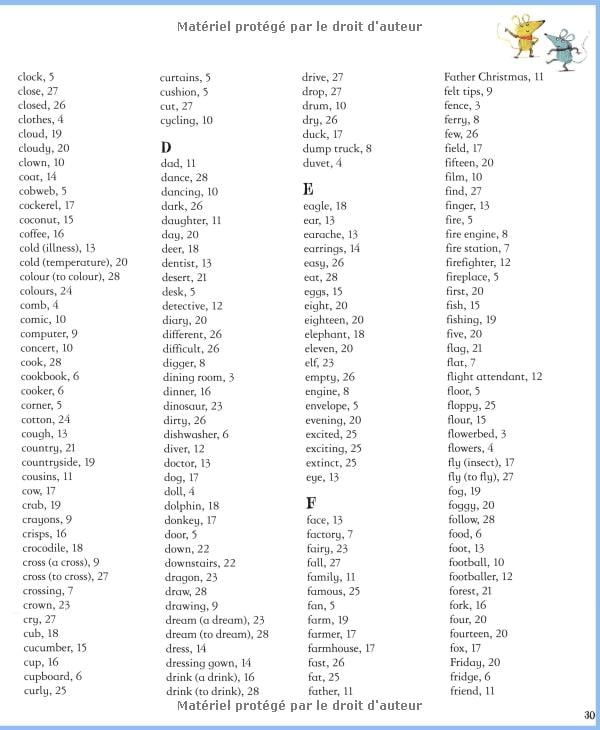 Matériel protégé par le droit d'auteur
clock, 5
close, 27
closed, 26
clothes, 4
cloud, 19
cloudy, 20
clown, 10
coat, 14
cobweb, 5
cockerel, 17
coconut, 15
coffee, 16
cold (illness), 13
cold (temperature), 20
colour (to colour), 28
colours, 24
comb, 4
comic, 10
computer, 9
concert, 10
cook, 28
cookbook, 6
cooker, 6
corner, 5
cotton, 24
cough, 13
country, 21
countryside, 19
cousins, 11
cow, 17
crab, 19
crayons, 9
crisps, 16
crocodile, 18
cross (a cross), 9
cross (to cross), 27
crossing, 7
crown, 23
cry, 27
cub, 18
cucumber, 15
cup, 16
cupboard, 6
curly, 25
curtains, 5
cushion, 5
cut, 27
cycling, 10
D
dad, 11
dance, 28
dancing, 10
dark, 26
daughter, 11
day, 20
deer, 18
dentist, 13
desert, 21
desk, 5
detective, 12
diary, 20
different, 26
difficult, 26
digger, 8
dining room, 3
dinner, 16
dinosaur, 23
dirty, 26
dishwasher, 6
diver, 12
doctor, 13
dog, 17
doll, 4
dolphin, 18
donkey, 17
door, 5
down, 22
downstairs, 22
dragon, 23
draw, 28
drawing, 9
dream (a dream), 23
dream (to dream), 28
dress, 14
dressing gown, 14
drink (a drink), 16
drink (to drink), 28
drive, 27
drop, 27
drum, 10
dry, 26
duck, 17
dump truck, 8
duvet, 4
E
eagle, 18
ear, 13
earache, 13
earrings, 14
easy, 26
eat, 28
eggs, 15
eight, 20
eighteen, 20
elephant, 18
eleven, 20
elf, 23
empty, 26
engine, 8
envelope, 5
evening, 20
excited, 25
exciting, 25
extinct, 25
eye, 13
F
face, 13
factory, 7
fairy, 23
fall, 27
family, 11
famous, 25
fan, 5
farm, 19
farmer, 17
farmhouse, 17
fast, 26
fat, 25
father, 11
Father Christmas, 11
felt tips, 9
fence, 3
ferry, 8
few, 26
field, 17
fifteen, 20
film, 10
find, 27
finger, 13
fire, 5
fire engine, 8
fire station, 7
firefighter, 12
fireplace, 5
first, 20
fish, 15
fishing, 19
five, 20
flag, 21
flat, 7
flight attendant, 12
floor, 5
floppy, 25
flour, 15
flowerbed, 3
flowers, 4
fly (insect), 17
fly (to fly), 27
fog, 19
foggy, 20
follow, 28
food, 6
foot, 13
football, 10
footballer, 12
forest, 21
fork, 16
four, 20
fourteen, 20
fox, 17
Friday, 20
fridge, 6
friend, 11
Matériel protégé par le droit d'auteur
30